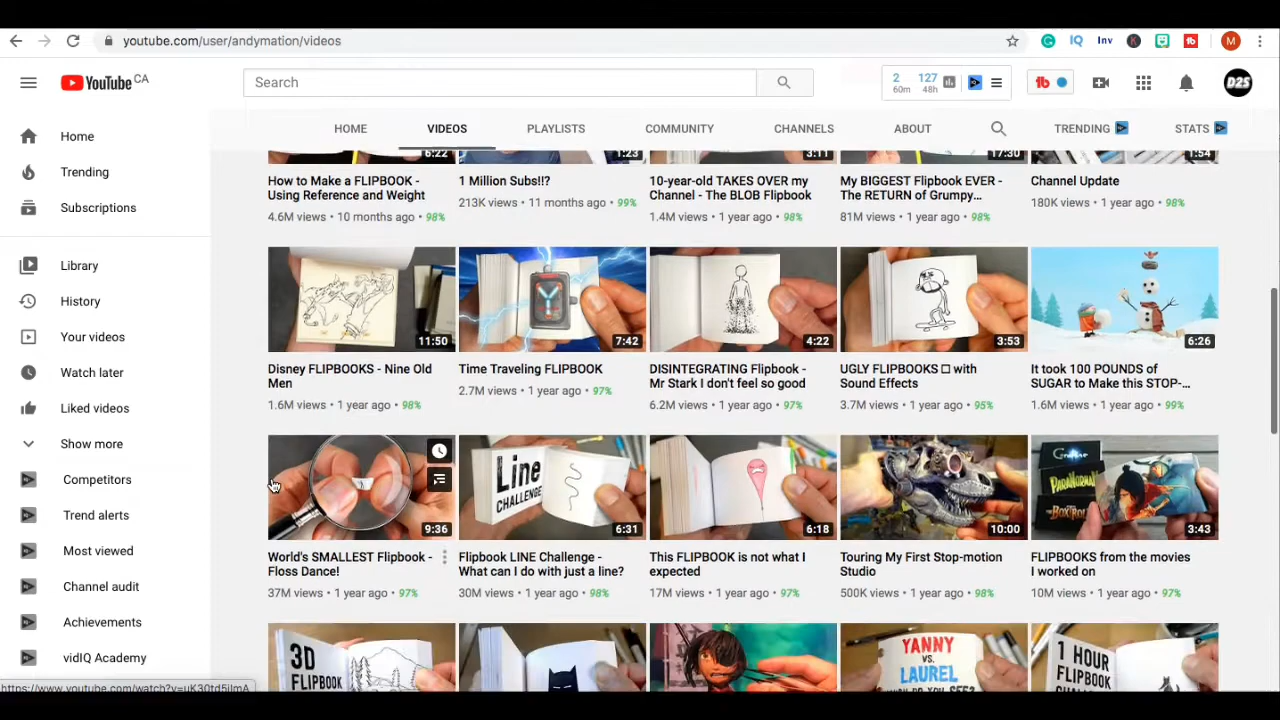 youtube.com/user/andymation/videos
IQ
Inv
K
tb
M
YouTube CA
Search
2 127
60m 48h
tb
D2S
HOME VIDEOS PLAYLISTS COMMUNITY CHANNELS ABOUT TRENDING STATS
Home
Trending
Subscriptions
Library
History
Your videos
Watch later
Liked videos
Show more
Competitors
Trend alerts
Most viewed
Channel audit
Achievements
vidIQ Academy
6:22
How to Make a FLIPBOOK -
Using Reference and Weight
4.6M views • 10 months ago • 98%
1:23
1 Million Subs!!?
213K views • 11 months ago • 99%
3:11
10-year-old TAKES OVER my
Channel - The BLOB Flipbook
1.4M views • 1 year ago • 98%
17:30
My BIGGEST Flipbook EVER -
The RETURN of Grumpy...
81M views • 1 year ago • 98%
1:54
Channel Update
180K views • 1 year ago • 98%
11:50
Disney FLIPBOOKS - Nine Old
Men
1.6M views • 1 year ago • 98%
7:42
Time Traveling FLIPBOOK
2.7M views • 1 year ago • 97%
4:22
DISINTEGRATING Flipbook -
Mr Stark I don't feel so good
6.2M views • 1 year ago • 97%
3:53
UGLY FLIPBOOKS □ with
Sound Effects
3.7M views • 1 year ago • 95%
6:26
It took 100 POUNDS of
SUGAR to Make this STOP-...
1.6M views • 1 year ago • 99%
9:36
World's SMALLEST Flipbook -
Floss Dance!
37M views • 1 year ago • 97%
Line
CHALLENGE
6:31
Flipbook LINE Challenge -
What can I do with just a line?
30M views • 1 year ago • 98%
6:18
This FLIPBOOK is not what I
expected
17M views • 1 year ago • 97%
10:00
Touring My First Stop-motion
Studio
500K views • 1 year ago • 98%
Coraline
PARANORMAN
THE BOXTROLLS
3:43
FLIPBOOKS from the movies
I worked on
10M views • 1 year ago • 97%
3D
FLIPBOOK
YANNY
VS.
LAUREL
1 HOUR
FLIPBOOK